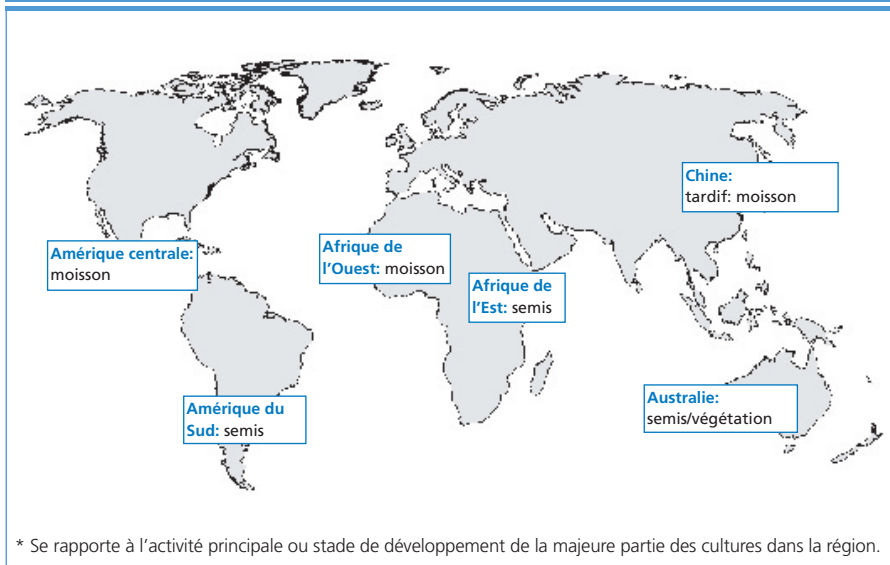 Chine:
tardif: moisson
Amérique centrale:
moisson
Afrique de
l'Ouest: moisson
Afrique de
l'Est: semis
Amérique du
Sud: semis
Australie:
semis/végétation
* Se rapporte à l'activité principale ou stade de développement de la majeure partie des cultures dans la région.